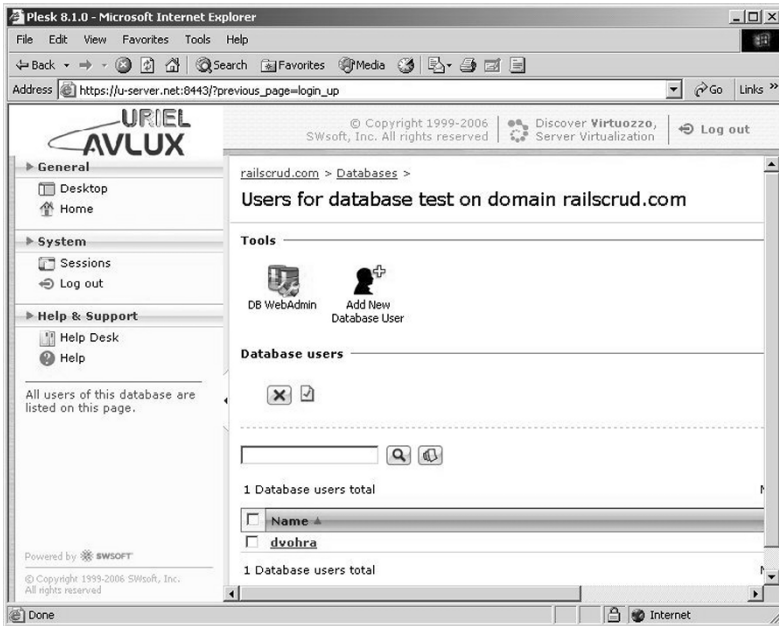 Plesk 8.1.0 - Microsoft Internet Explorer
File Edit View Favorites Tools Help
Back Search Favorites Media
Address https://u-server.net:8443/?previous_page=login_up Go Links »
URIEL
AVLUX
© Copyright 1999-2006
SWsoft, Inc. All rights reserved
Discover Virtuozzo,
Server Virtualization
Log out
General
Desktop
Home
System
Sessions
Log out
Help & Support
Help Desk
Help
All users of this database are
listed on this page.
Powered by SWSOFT
© Copyright 1999-2006 SWsoft, Inc.
All rights reserved
railscrud.com > Databases >
Users for database test on domain railscrud.com
Tools
DB WebAdmin
Add New
Database User
Database users
1 Database users total
Name
dvohra
1 Database users total
Done
Internet